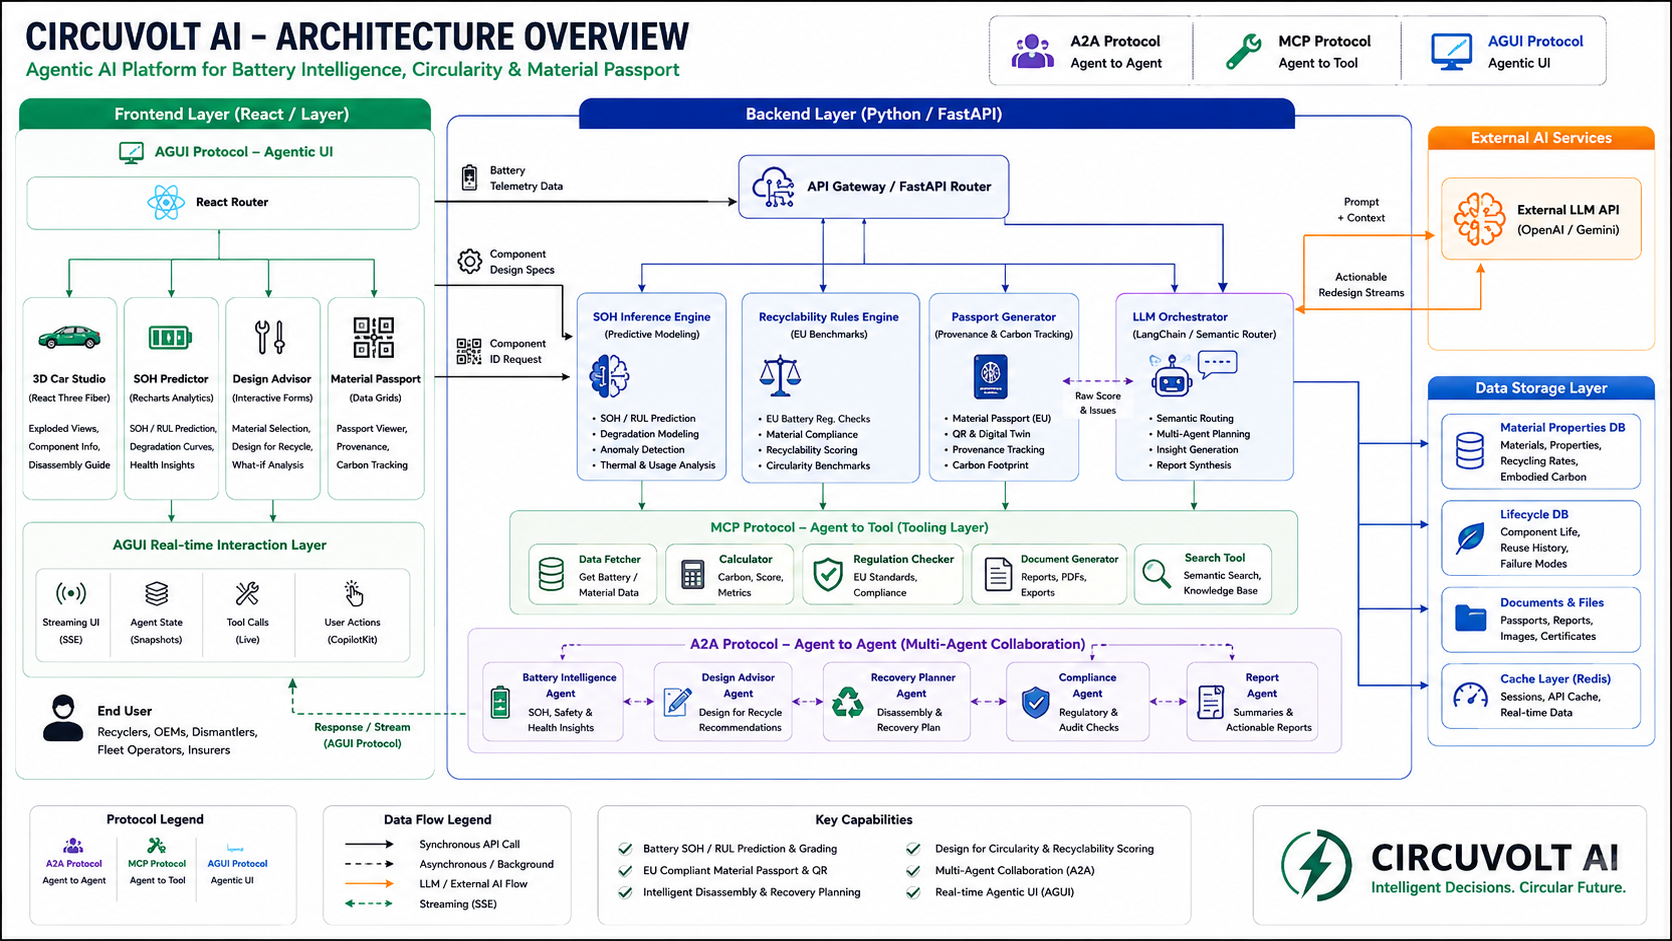 CIRCUVOLT AI – ARCHITECTURE OVERVIEW
Agentic AI Platform for Battery Intelligence, Circularity & Material Passport
A2A Protocol
Agent to Agent
MCP Protocol
Agent to Tool
AGUI Protocol
Agentic UI
Frontend Layer (React / Layer)
AGUI Protocol – Agentic UI
React Router
3D Car Studio
(React Three Fiber)
Exploded Views,
Component Info,
Disassembly Guide
SOH Predictor
(Recharts Analytics)
SOH / RUL Prediction,
Degradation Curves,
Health Insights
Design Advisor
(Interactive Forms)
Material Selection,
Design for Recycle,
What-if Analysis
Material Passport
(Data Grids)
Passport Viewer,
Provenance,
Carbon Tracking
AGUI Real-time Interaction Layer
Streaming UI
(SSE)
Agent State
(Snapshots)
Tool Calls
(Live)
User Actions
(CopilotKit)
End User
Recyclers, OEMs, Dismantlers,
Fleet Operators, Insurers
Response / Stream
(AGUI Protocol)
Backend Layer (Python / FastAPI)
Battery
Telemetry Data
Component
Design Specs
Component
ID Request
API Gateway / FastAPI Router
SOH Inference Engine
(Predictive Modeling)
• SOH / RUL Prediction
• Degradation Modeling
• Anomaly Detection
• Thermal & Usage Analysis
Recyclability Rules Engine
(EU Benchmarks)
• EU Battery Reg. Checks
• Material Compliance
• Recyclability Scoring
• Circularity Benchmarks
Passport Generator
(Provenance & Carbon Tracking)
• Material Passport (EU)
• QR & Digital Twin
• Provenance Tracking
• Carbon Footprint
Raw Score
& Issues
LLM Orchestrator
(LangChain / Semantic Router)
• Semantic Routing
• Multi-Agent Planning
• Insight Generation
• Report Synthesis
MCP Protocol – Agent to Tool (Tooling Layer)
Data Fetcher
Get Battery /
Material Data
Calculator
Carbon, Score,
Metrics
Regulation Checker
EU Standards,
Compliance
Document Generator
Reports, PDFs,
Exports
Search Tool
Semantic Search,
Knowledge Base
A2A Protocol – Agent to Agent (Multi-Agent Collaboration)
Battery Intelligence
Agent
SOH, Safety &
Health Insights
Design Advisor
Agent
Design for Recycle
Recommendations
Recovery Planner
Agent
Disassembly &
Recovery Plan
Compliance
Agent
Regulatory &
Audit Checks
Report
Agent
Summaries &
Actionable Reports
Prompt
+ Context
Actionable
Redesign Streams
External AI Services
External LLM API
(OpenAI / Gemini)
Data Storage Layer
Material Properties DB
Materials, Properties,
Recycling Rates,
Embodied Carbon
Lifecycle DB
Component Life,
Reuse History,
Failure Modes
Documents & Files
Passports, Reports,
Images, Certificates
Cache Layer (Redis)
Sessions, API Cache,
Real-time Data
Protocol Legend
A2A Protocol
Agent to Agent
MCP Protocol
Agent to Tool
AGUI Protocol
Agentic UI
Data Flow Legend
Synchronous API Call
Asynchronous / Background
LLM / External AI Flow
Streaming (SSE)
Key Capabilities
Battery SOH / RUL Prediction & Grading
EU Compliant Material Passport & QR
Intelligent Disassembly & Recovery Planning
Design for Circularity & Recyclability Scoring
Multi-Agent Collaboration (A2A)
Real-time Agentic UI (AGUI)
CIRCUVOLT AI
Intelligent Decisions. Circular Future.